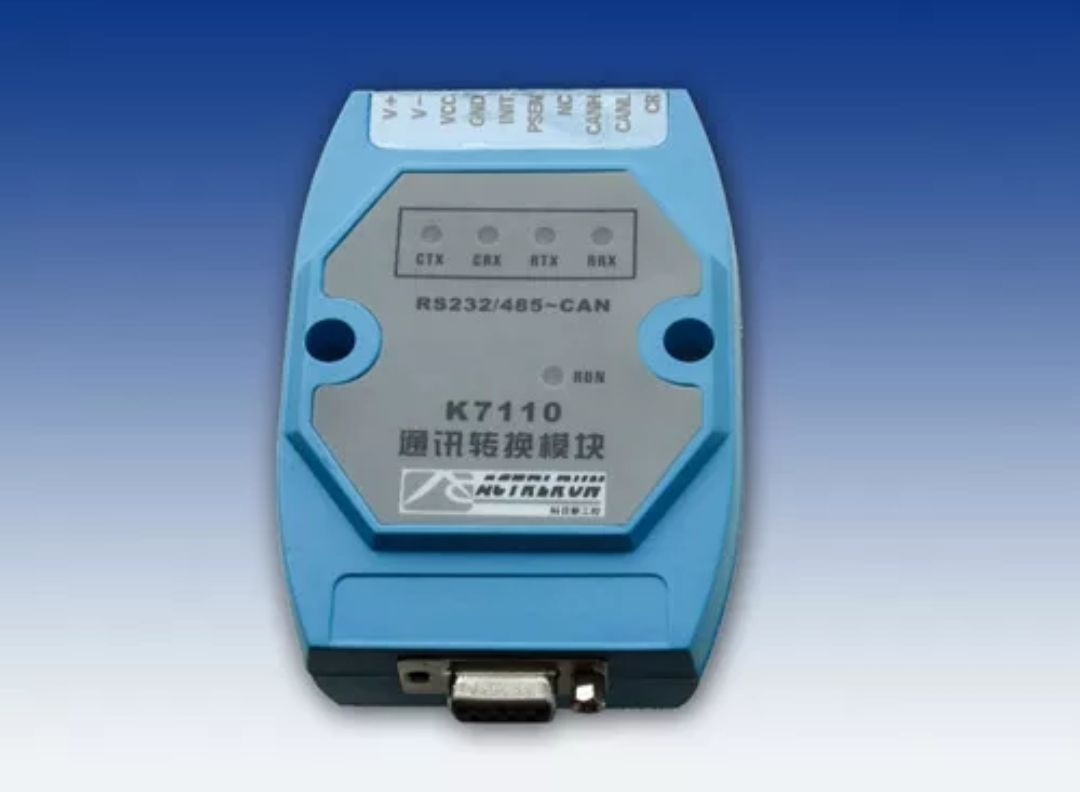 V+ V- VCC GND INIT PSEN NC CANH CANL CR
CTX CRX RTX RRX
RS232/485~CAN
RUN
K7110
通讯转换模块